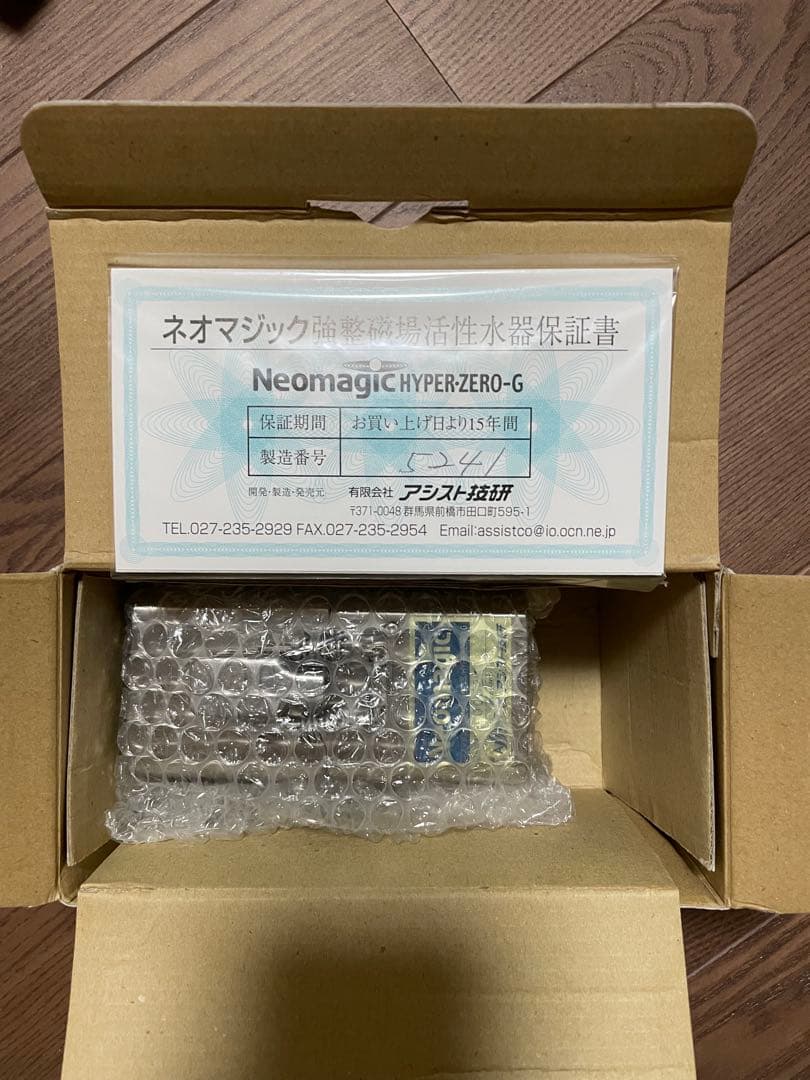 ネオマジック強整磁場活性水器保証書
Neomagic HYPER・ZERO-G
保証期間 お買い上げ日より15年間
製造番号 5241
開発・製造・発売元 有限会社 アシスト技研
〒371-0048 群馬県前橋市田口町595-1
TEL.027-235-2929 FAX.027-235-2954 Email:assistco@io.ocn.ne.jp